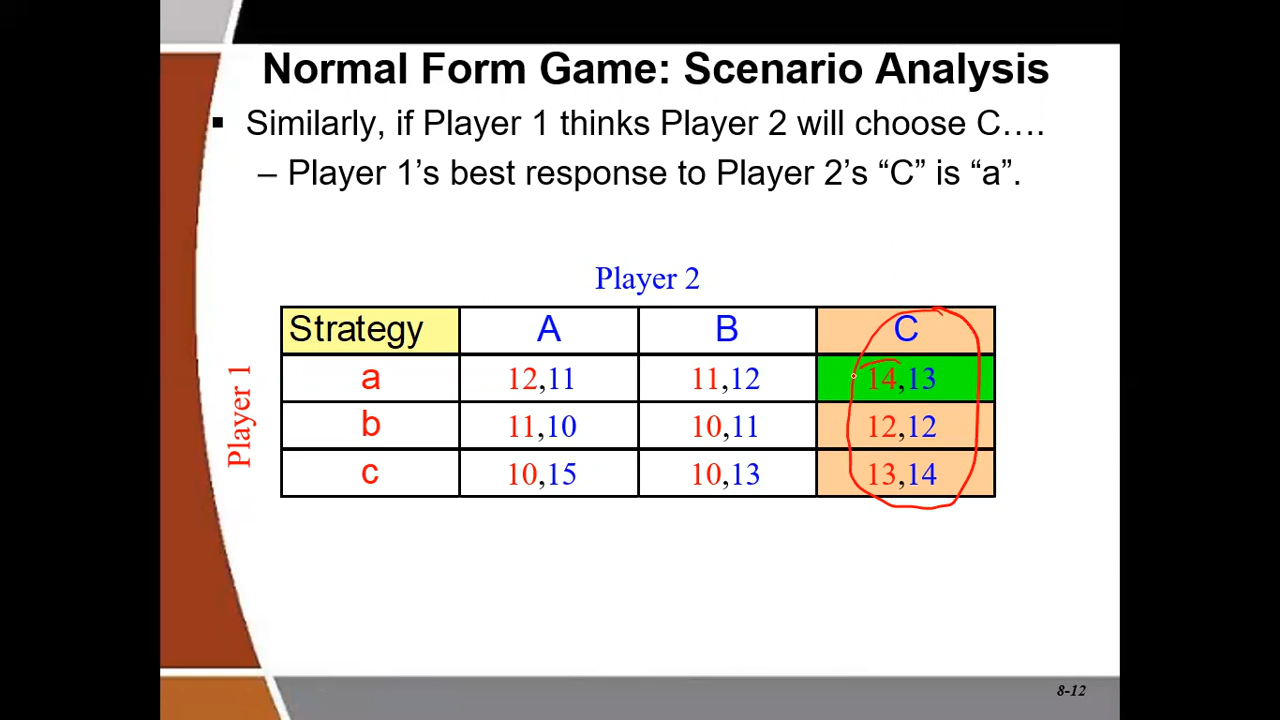 Normal Form Game: Scenario Analysis
▪ Similarly, if Player 1 thinks Player 2 will choose C….
– Player 1’s best response to Player 2’s “C” is “a”.
Player 2
Player 1
Strategy A B C
a 12,11 11,12 14,13
b 11,10 10,11 12,12
c 10,15 10,13 13,14
8-12